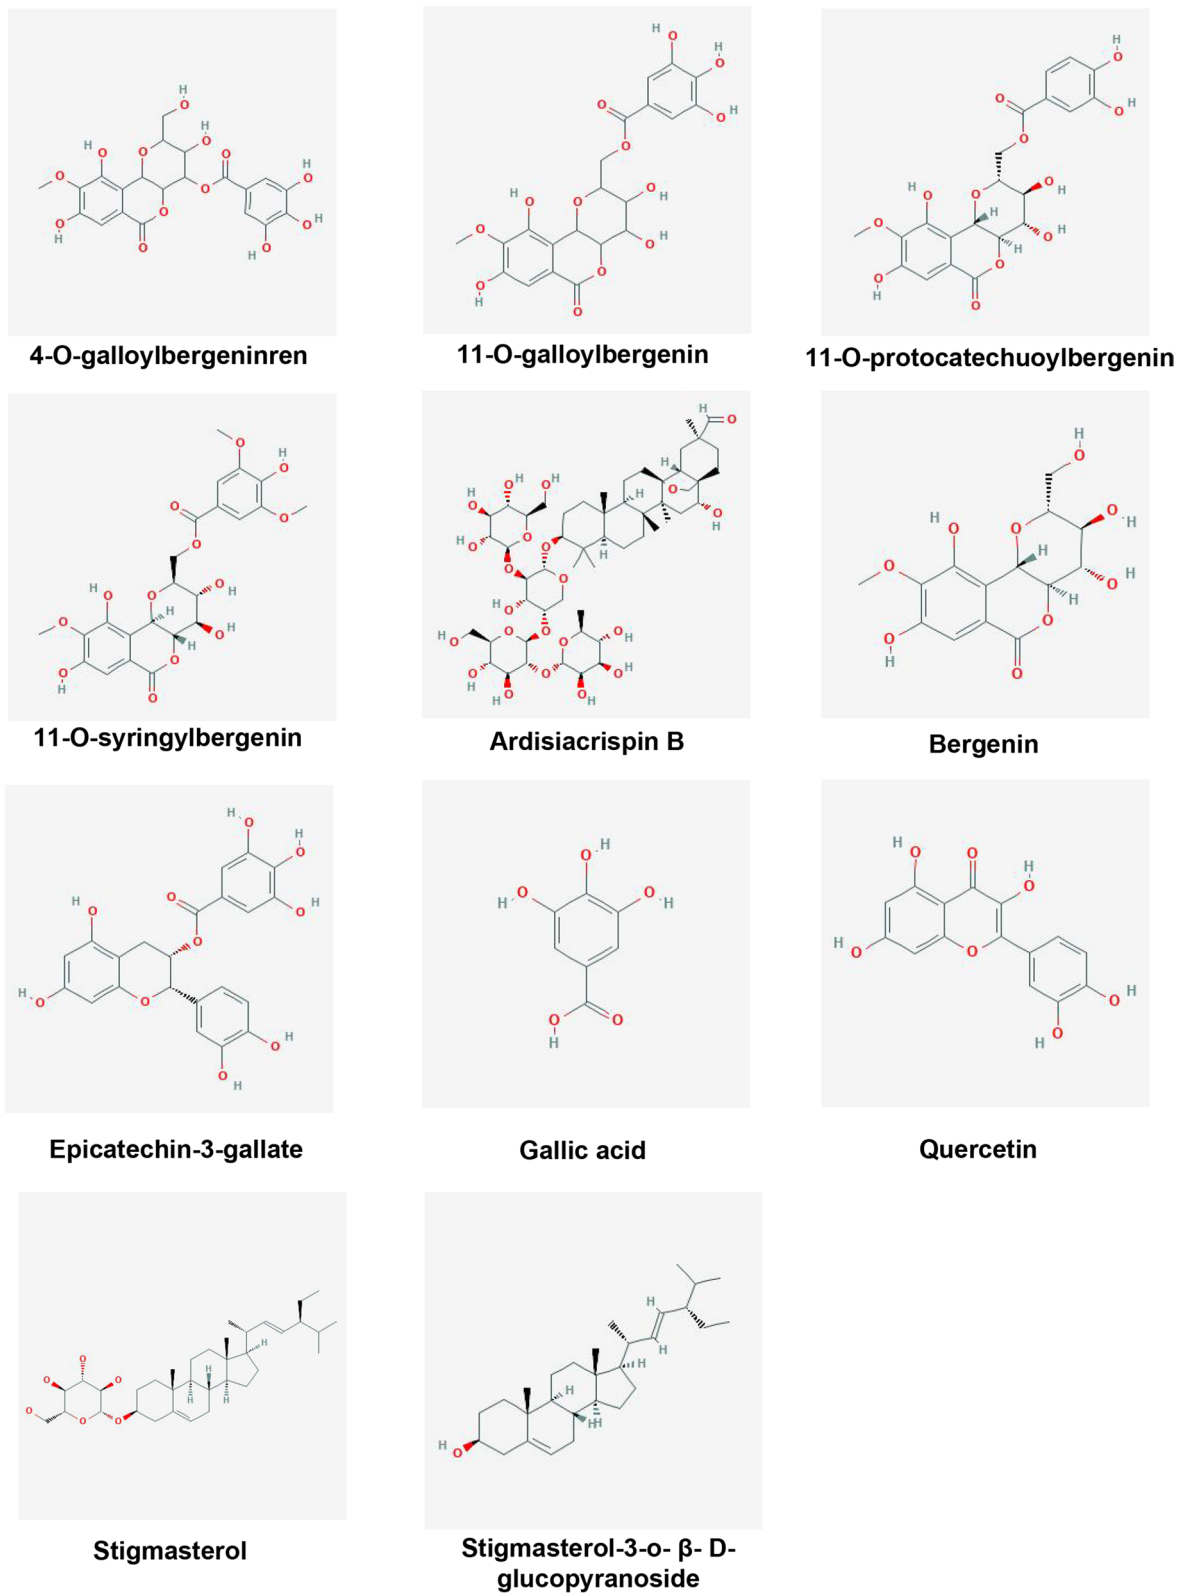 4-O-galloylbergeninren
11-O-galloylbergenin
11-O-protocatechuoylbergenin
11-O-syringylbergenin
Ardisiacrispin B
Bergenin
Epicatechin-3-gallate
Gallic acid
Quercetin
Stigmasterol
Stigmasterol-3-o- β- D-
glucopyranoside